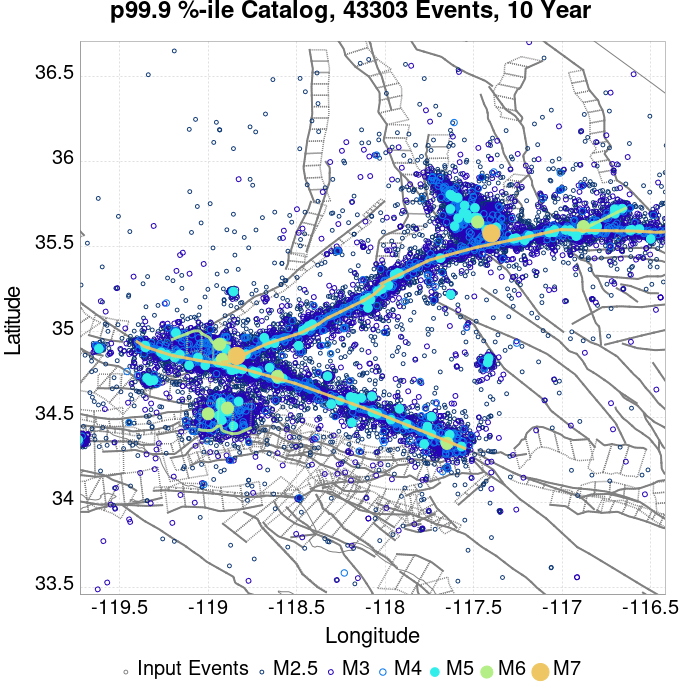 p99.9 %-ile Catalog, 43303 Events, 10 Year
36.5
36
35.5
35
34.5
34
33.5
Latitude
-119.5 -119 -118.5 -118 -117.5 -117 -116.5
Longitude
Input Events M2.5 M3 M4 M5 M6 M7